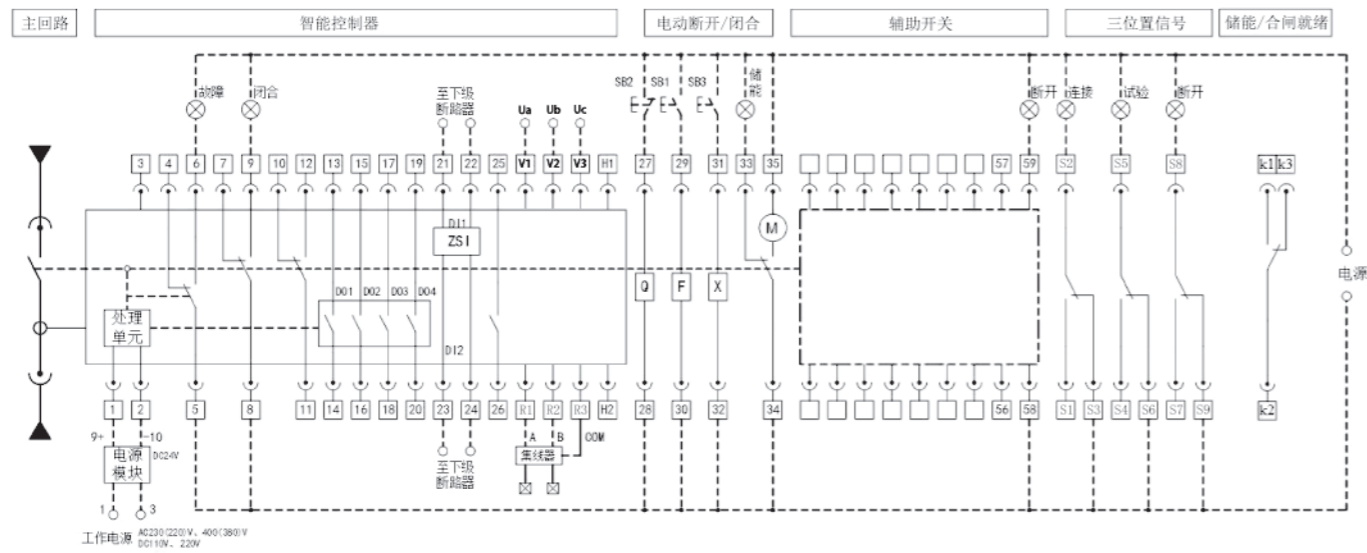 主回路 智能控制器 电动断开/闭合 辅助开关 三位置信号 储能/合闸就绪
故障 闭合 至下级 断路器 Ua Ub Uc SB2 SB1 SB3 储能 断开 连接 试验 断开
3 4 6 7 9 10 12 13 15 17 19 21 22 25 V1 V2 V3 H1 27 29 31 33 35 57 59 S2 S5 S8 k1 k3
DI1
ZSI
M
电源
Q F X
DO1 DO2 DO3 DO4
处理
单元
DI2
1 2 5 8 11 14 16 18 20 23 24 26 R1 R2 R3 H2 28 30 32 34 56 58 S1 S3 S4 S6 S7 S9 k2
9+ -10 A B COM
电源
模块
DC24V
至下级
断路器
集线器
1 3
工作电源 AC230(220)V、400(380)V
DC110V、220V